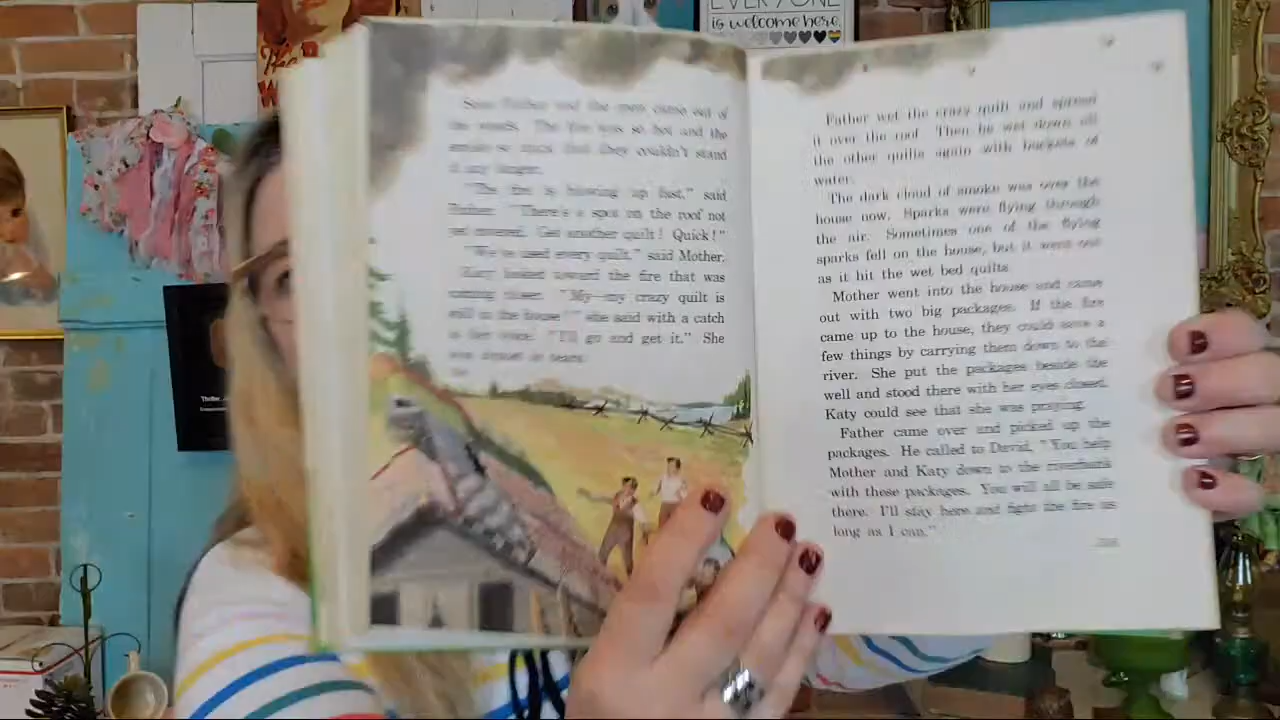 EVERYONE
is welcome here.
Soon Father and the men came out of
the woods. The fire was so hot and the
smoke so thick that they couldn't stand
it any longer.
"The fire is blowing up fast," said
Father. "There's a spot on the roof not
yet covered. Get another quilt! Quick!"
"We've used every quilt," said Mother.
Katy looked toward the fire that was
coming closer. "My—my crazy quilt is
still in the house!" she said with a catch
in her voice. "I'll go and get it." She
was almost in tears.
Father wet the crazy quilt and spread
it over the roof. Then he wet down all
the other quilts again with buckets of
water.
The dark cloud of smoke was over the
house now. Sparks were flying through
the air. Sometimes one of the flying
sparks fell on the house, but it went out
as it hit the wet bed quilts.
Mother went into the house and came
out with two big packages. If the fire
came up to the house, they could save a
few things by carrying them down to the
river. She put the packages beside the
well and stood there with her eyes closed.
Katy could see that she was praying.
Father came over and picked up the
packages. He called to David, "You help
Mother and Katy down to the riverbank
with these packages. You will all be safe
there. I'll stay here and fight the fire as
long as I can."